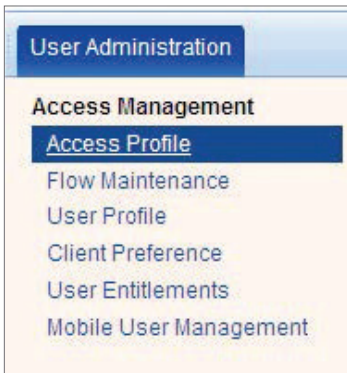 User Administration
Access Management
Access Profile
Flow Maintenance
User Profile
Client Preference
User Entitlements
Mobile User Management